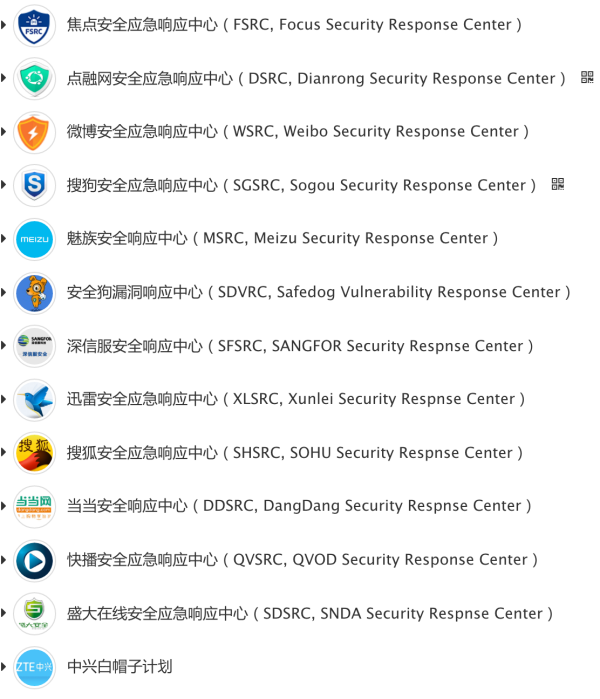 FSRC 焦点安全应急响应中心 ( FSRC, Focus Security Response Center )
点融网安全应急响应中心 ( DSRC, Dianrong Security Response Center )
微博安全应急响应中心 ( WSRC, Weibo Security Response Center )
S 搜狗安全应急响应中心 ( SGSRC, Sogou Security Response Center )
MEIZU 魅族安全响应中心 ( MSRC, Meizu Security Response Center )
安全狗漏洞响应中心 ( SDVRC, Safedog Vulnerability Response Center )
SANGFOR 深信服安全 深信服安全响应中心 ( SFSRC, SANGFOR Security Respnse Center )
迅雷安全应急响应中心 ( XLSRC, Xunlei Security Respnse Center )
搜狐 搜狐安全应急响应中心 ( SHSRC, SOHU Security Respnse Center )
当当网 当当安全响应中心 ( DDSRC, DangDang Security Respnse Center )
快播安全应急响应中心 ( QVSRC, QVOD Security Response Center )
S 盛大安全 盛大在线安全应急响应中心 ( SDSRC, SNDA Security Respnse Center )
ZTE中兴 中兴白帽子计划